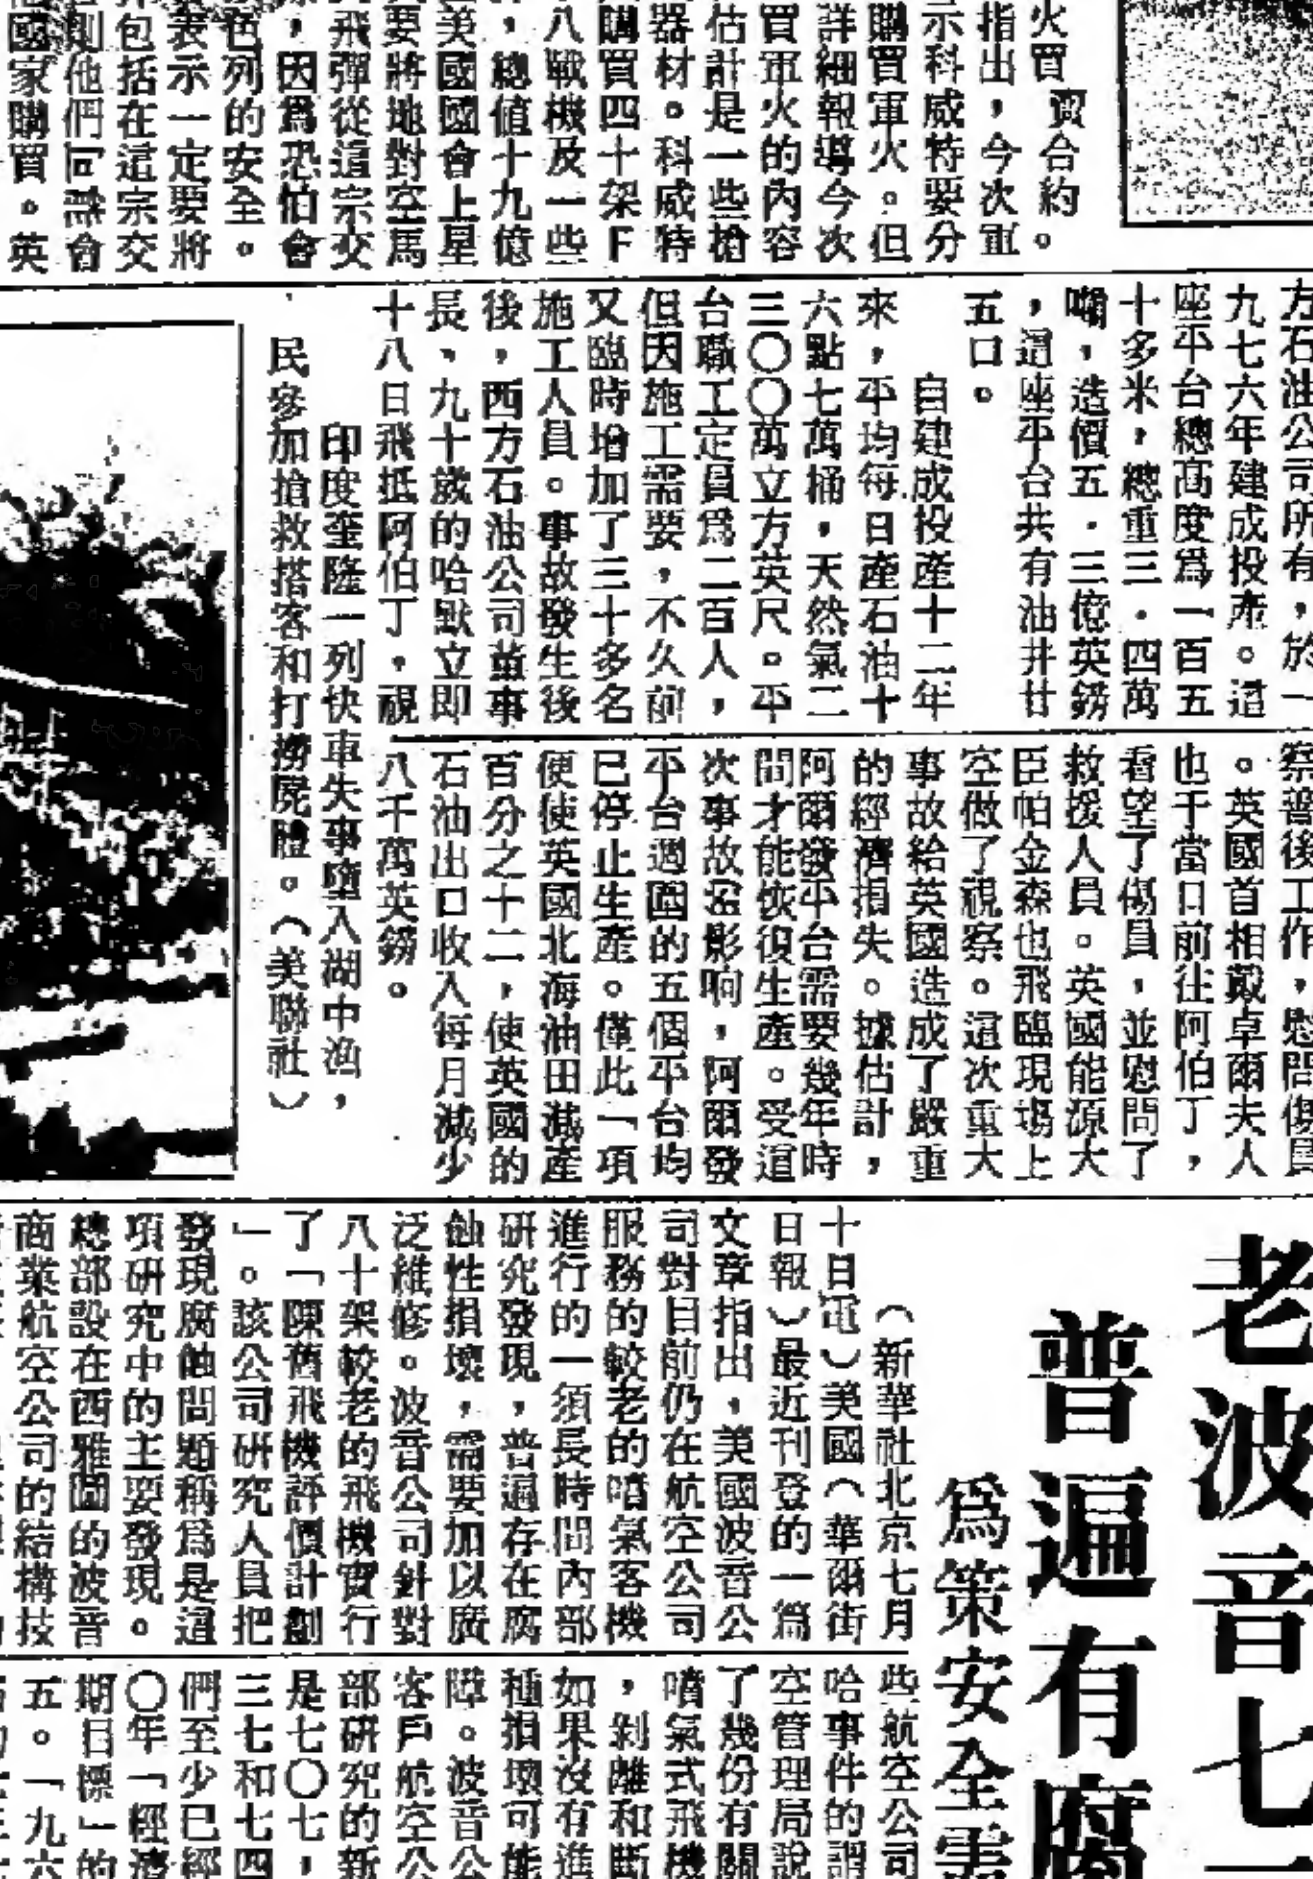 火買賣合約。
指出，今次軍
示科威特要分
購買軍火。但
詳細報導今次
買軍火的內容
估計是一些槍
器材。科威特
購買四十架F
八戰機及一些
，總值十九億
美國國會上星
要將地對空馬
飛彈從這宗交
，因爲恐怕會
色列的安全。
表示一定要將
包括在這宗交
則他們同樣會
國家購買。英
方石油公司所有，於一
九七六年建成投產。這
座平台總高度爲一百五
十多米，總重三．四萬
噸，造價五．三億英鎊
，這座平台共有油井廿
五口。
自建成投產十二年
來，平均每日產石油十
六點七萬桶，天然氣二
三〇〇萬立方英尺。平
台職工定員爲二百人，
但因施工需要，不久前
又臨時增加了三十多名
施工人員。事故發生後
後，西方石油公司董事
長、九十歲的哈默立即
十八日飛抵阿伯丁，視
察善後工作，慰問傷員
。英國首相戴卓爾夫人
也于當日前往阿伯丁，
看望了傷員，並慰問了
救援人員。英國能源大
臣帕金森也飛臨現場上
空做了視察。這次重大
事故給英國造成了嚴重
的經濟損失。據估計，
阿爾發平台需要幾年時
間才能恢復生產。受這
次事故影响，阿爾發
平台週圍的五個平台均
已停止生產。僅此「項
便使英國北海油田減產
百分之十二，使英國的
石油出口收入每月減少
八千萬英鎊。
印度奎隆一列快車失事墮入湖中漁，
民參加搶救搭客和打撈屍體。（美聯社）
老波音七
普遍有腐
爲策安全需
（新華社北京七月
十日電）美國（華爾街
日報）最近刊登的一篇
文章指出，美國波音公
司對目前仍在航空公司
服務的較老的噴氣客機
進行的一須長時間內部
研究發現，普遍存在腐
蝕性損壞，需要加以廣
泛維修。波音公司針對
八十架較老的飛機實行
了「陳舊飛機評價計劃
」。該公司研究人員把
發現腐蝕問題稱爲是這
項研究中的主要發現。
總部設在西雅圖的波音
商業航空公司的結構技
些航空公司
哈事件的謂
空管理局說
了幾份有關
噴氣式飛機
，剝離和斷
如果沒有進
種損壞可能
障。波音公
客戶航空公
部研究的新
是七〇七，
三七和七四
們至少已經
〇年「經濟
期目標」的
五。「九六